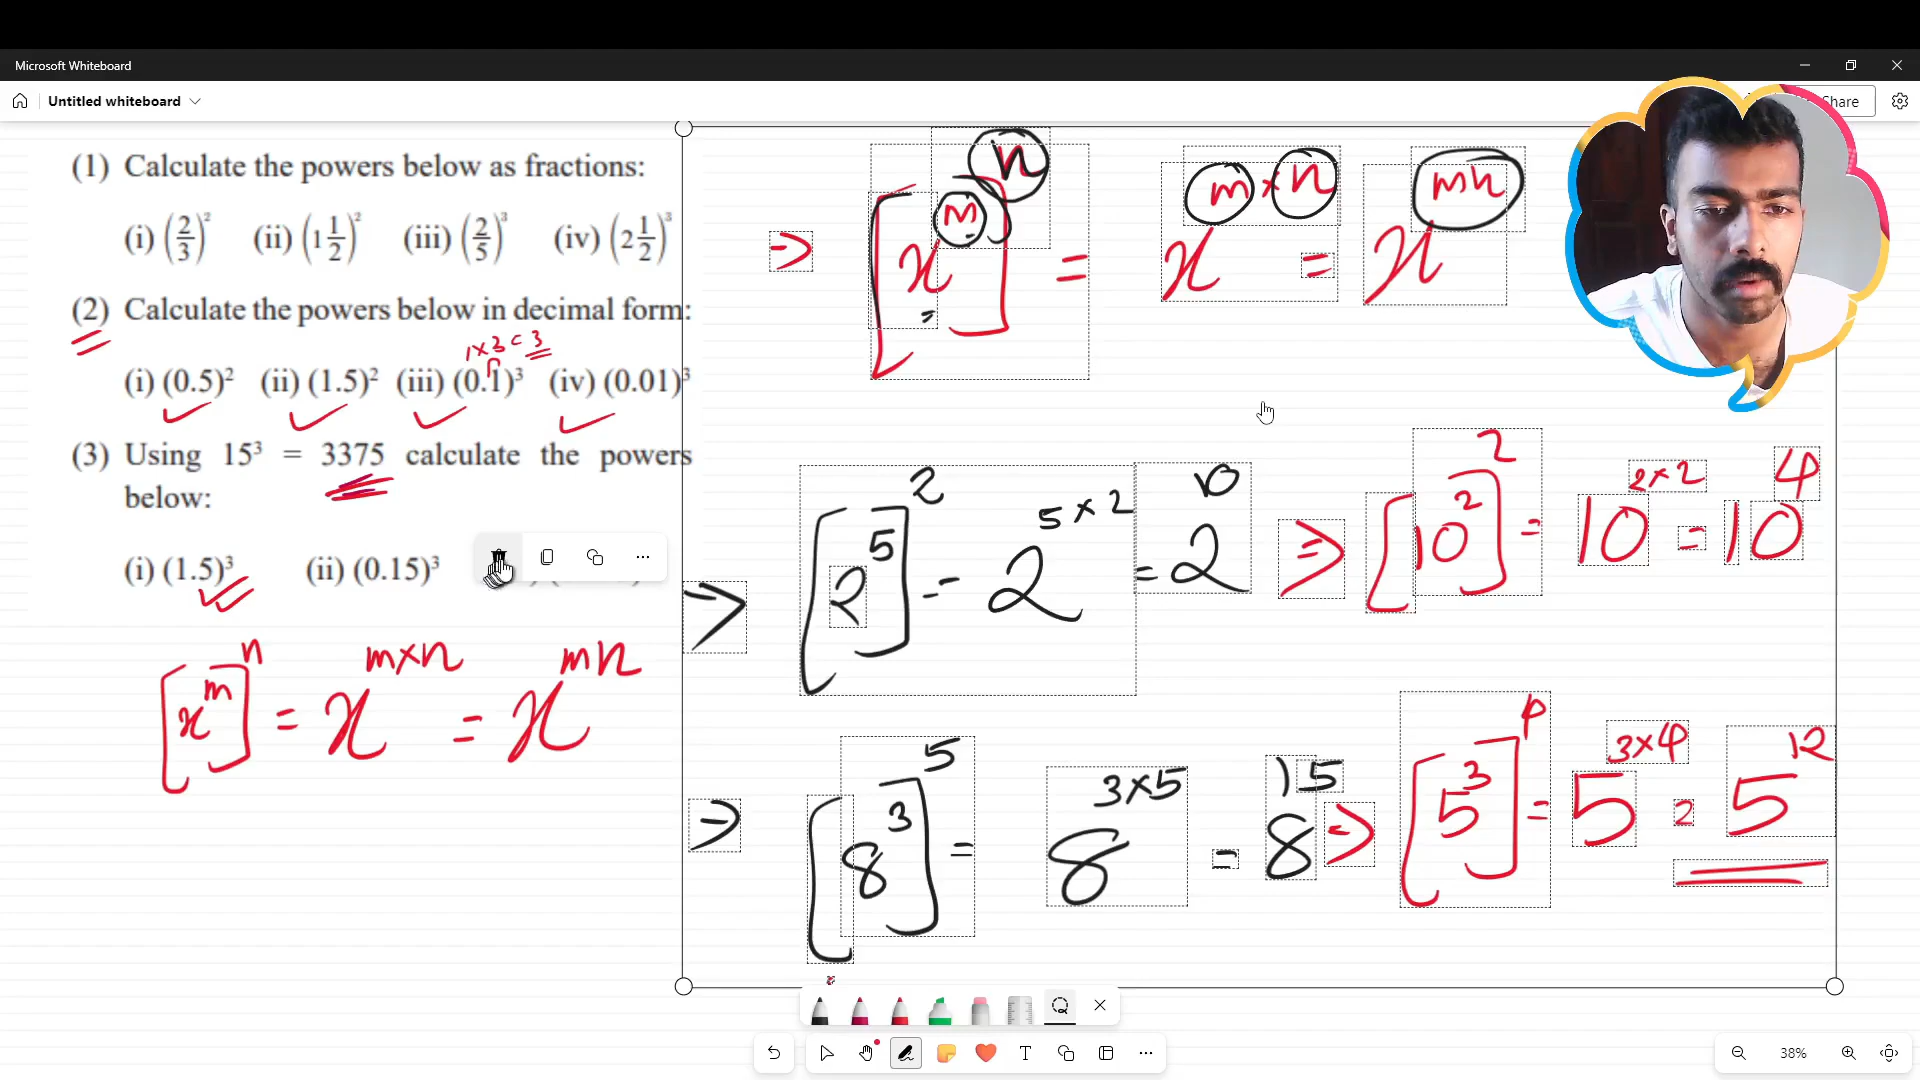 Microsoft Whiteboard
Untitled whiteboard
Share
(1) Calculate the powers below as fractions:
(i) (2/3)² (ii) (1 1/2)² (iii) (2/5)³ (iv) (2 1/2)³
(2) Calculate the powers below in decimal form:
1×3 = 3
(i) (0.5)² (ii) (1.5)² (iii) (0.1)³ (iv) (0.01)³
(3) Using 15³ = 3375 calculate the powers
below:
(i) (1.5)³ (ii) (0.15)³
[x^m]^n = x^(m×n) = x^(mn)
⇒ [x^m]^n = x^(m×n) = x^(mn)
⇒ [2^5]^2 = 2^(5×2) = 2^10
⇒ [10^2]^2 = 10^(2×2) = 10^4
⇒ [8^3]^5 = 8^(3×5) = 8^15
⇒ [5^3]^4 = 5^(3×4) = 5^12
38%